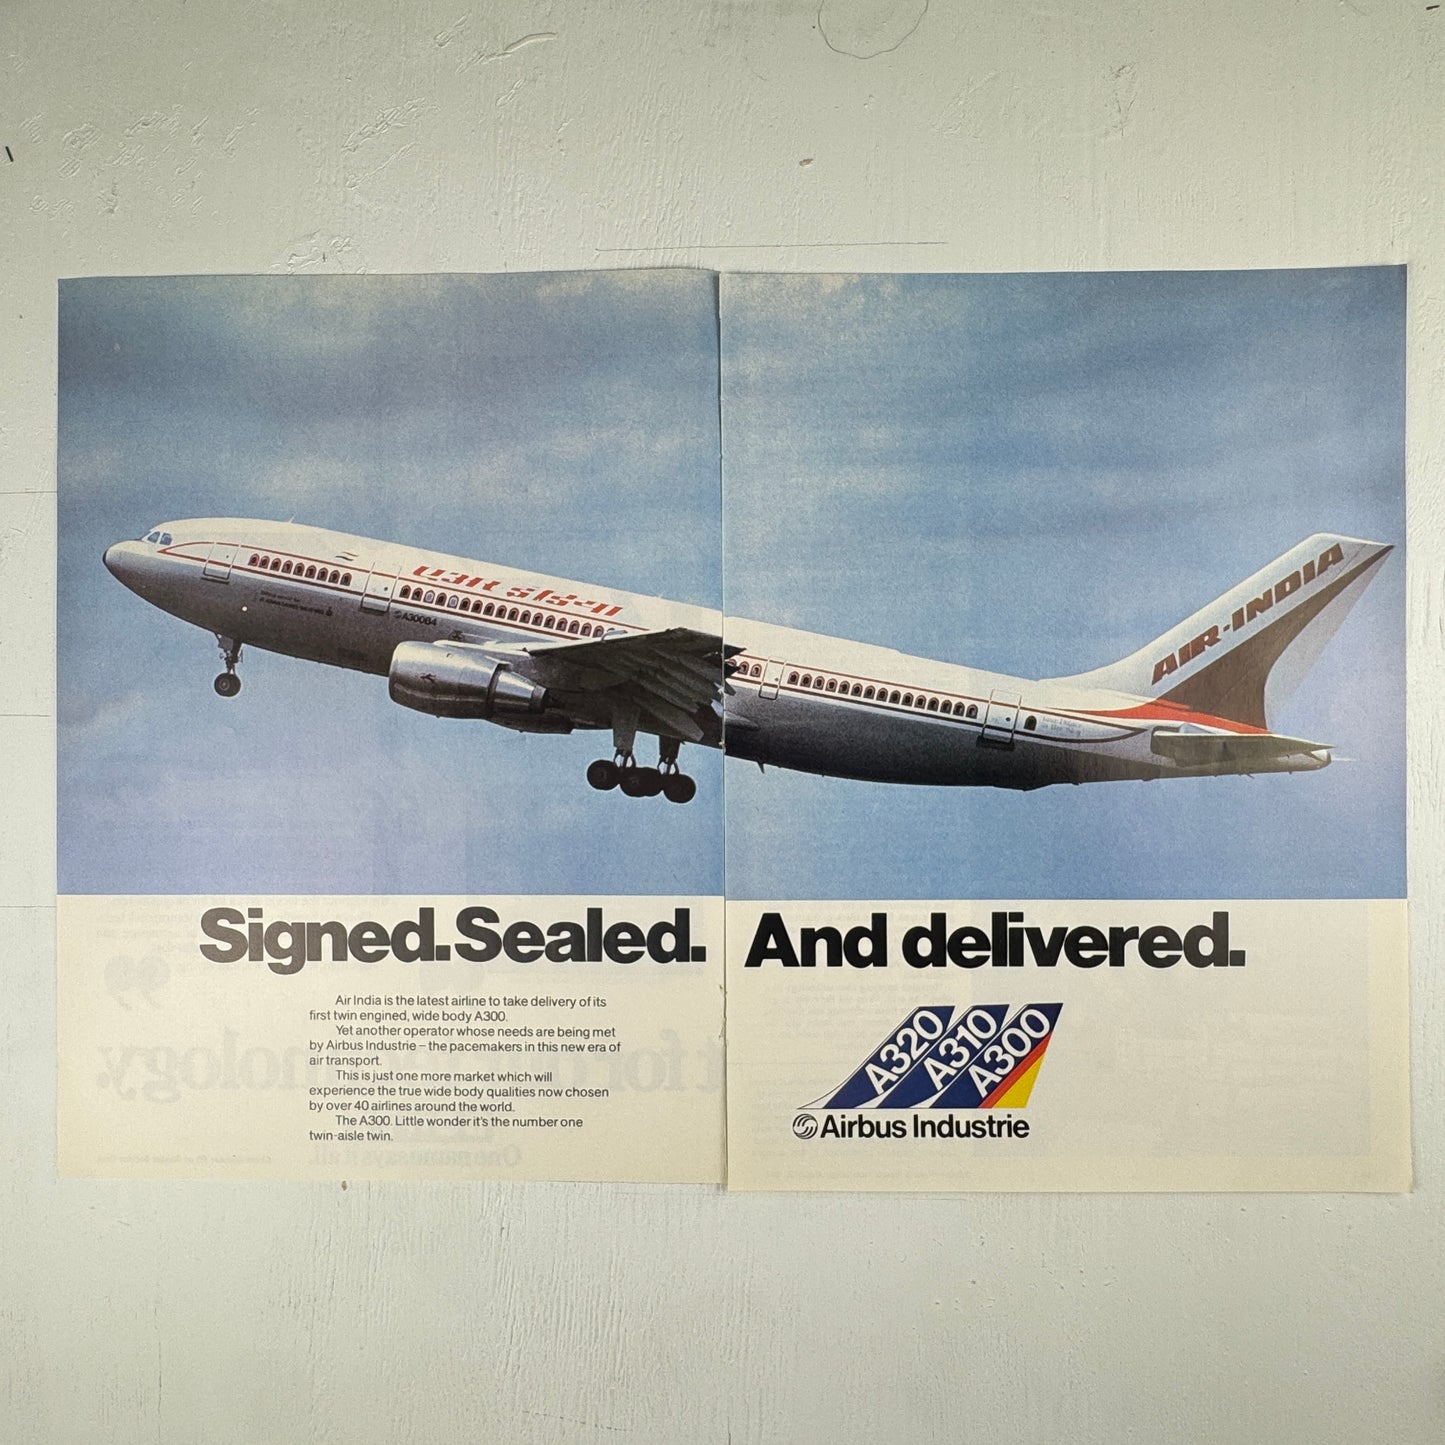 एअर इंडिया
A300B4
AIR-INDIA
Signed. Sealed. And delivered.
Air India is the latest airline to take delivery of its
first twin engined, wide body A300.
Yet another operator whose needs are being met
by Airbus Industrie – the pacemakers in this new era of
air transport.
This is just one more market which will
experience the true wide body qualities now chosen
by over 40 airlines around the world.
The A300. Little wonder it's the number one
twin-aisle twin.
A320
A310
A300
Airbus Industrie